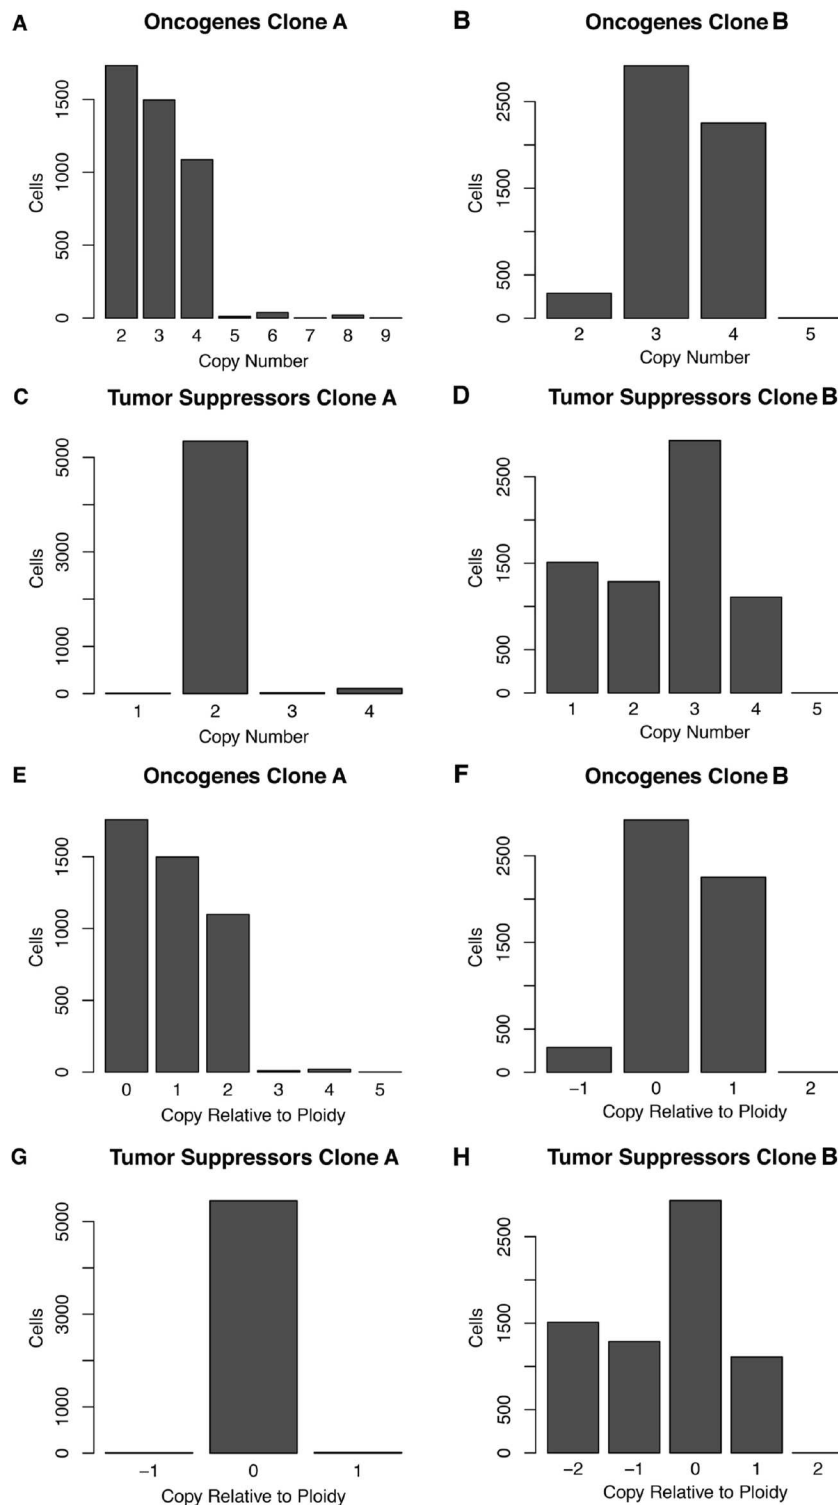 A Oncogenes Clone A
Cells
1500
1000
500
0
2 3 4 5 6 7 8 9
Copy Number
B Oncogenes Clone B
Cells
2500
1500
500
0
2 3 4 5
Copy Number
C Tumor Suppressors Clone A
Cells
5000
3000
1000
0
1 2 3 4
Copy Number
D Tumor Suppressors Clone B
Cells
2500
1500
500
0
1 2 3 4 5
Copy Number
E Oncogenes Clone A
Cells
1500
1000
500
0
0 1 2 3 4 5
Copy Relative to Ploidy
F Oncogenes Clone B
Cells
2500
1500
500
0
−1 0 1 2
Copy Relative to Ploidy
G Tumor Suppressors Clone A
Cells
5000
3000
1000
0
−1 0 1
Copy Relative to Ploidy
H Tumor Suppressors Clone B
Cells
2500
1500
500
0
−2 −1 0 1 2
Copy Relative to Ploidy